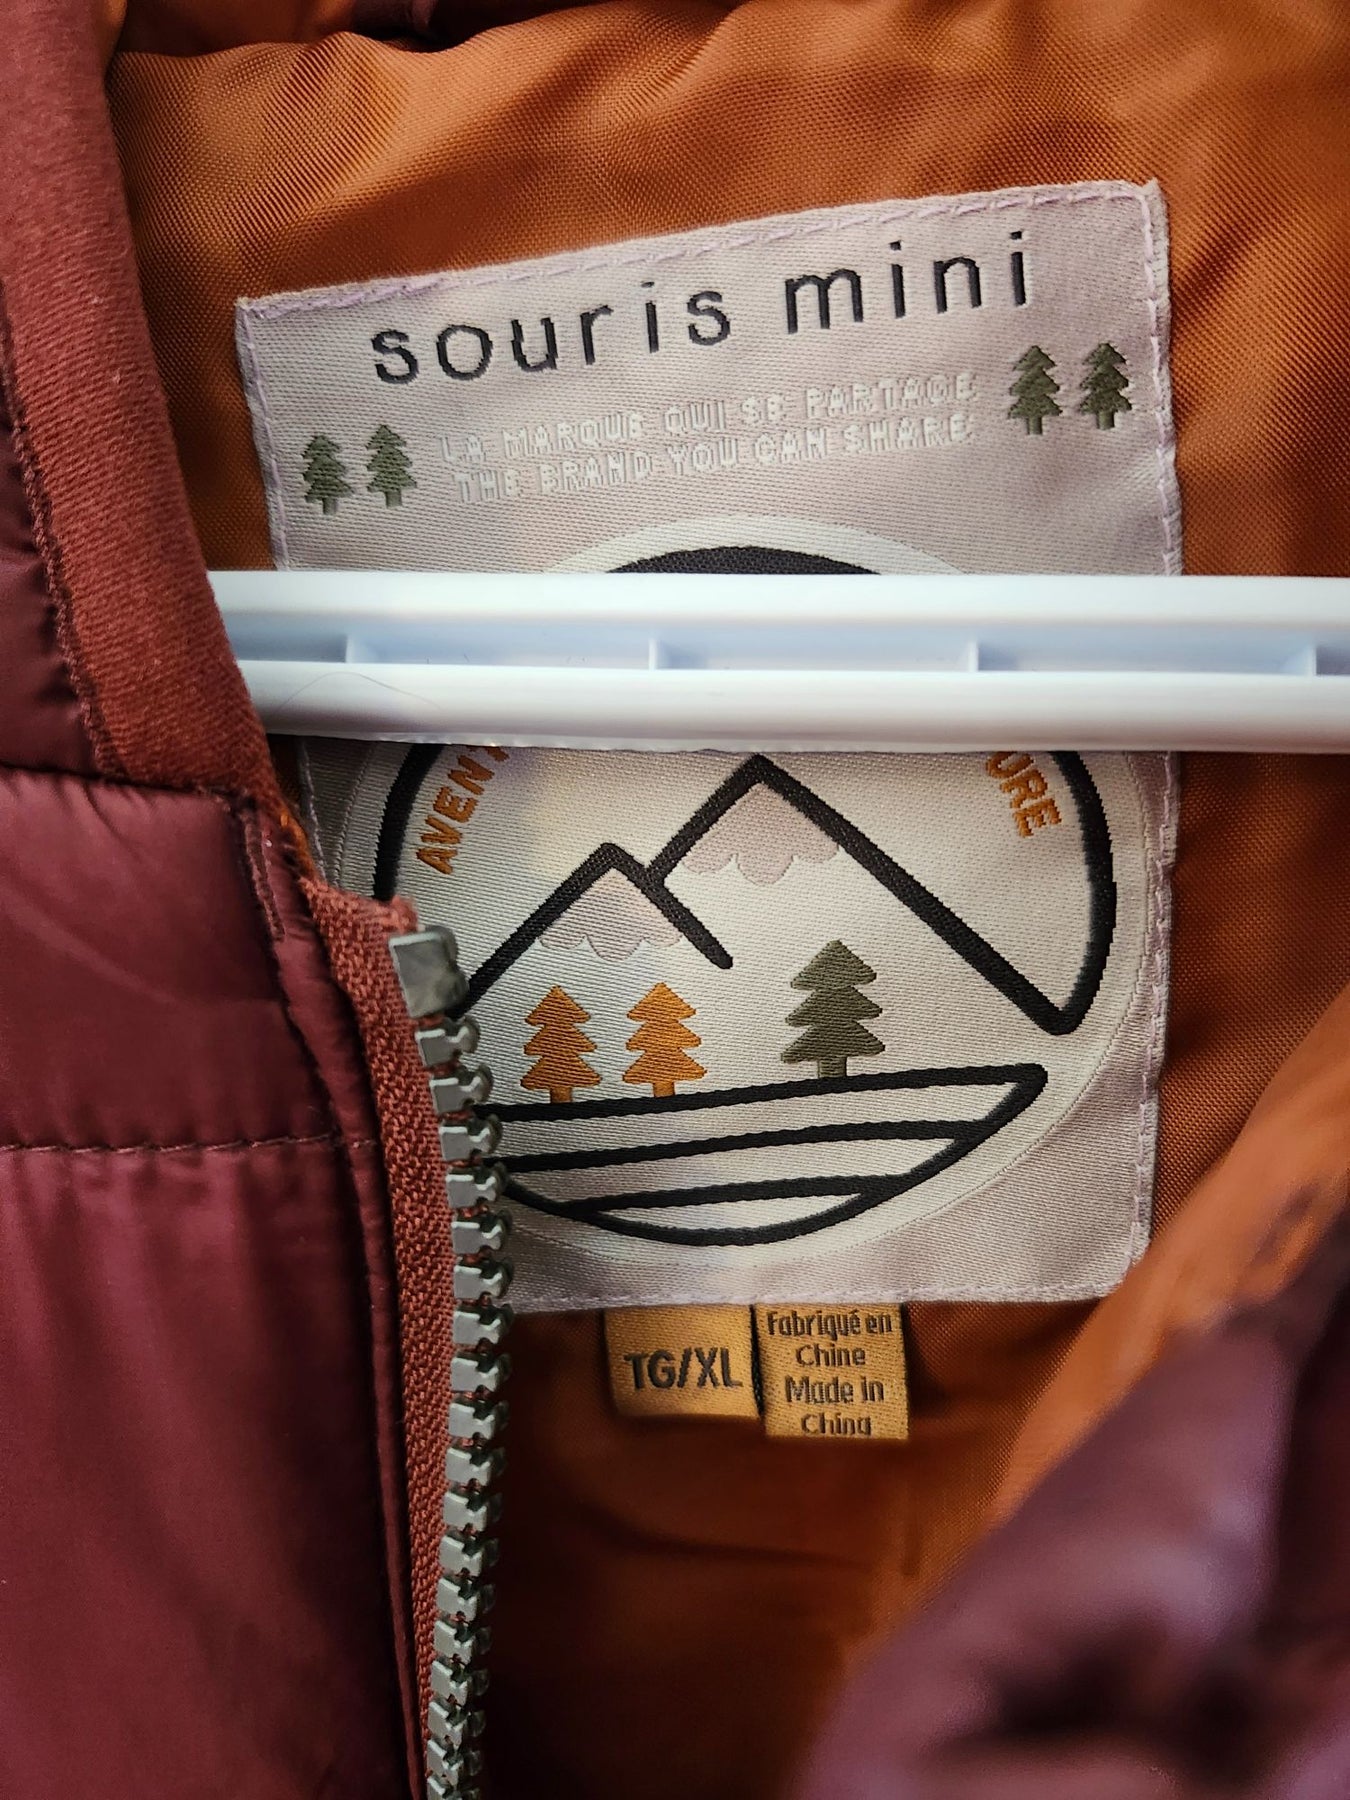 souris mini
LA MARQUE QUI SE PARTAGE
THE BRAND YOU CAN SHARE
TG/XL
Fabriqué en
Chine
Made in
China